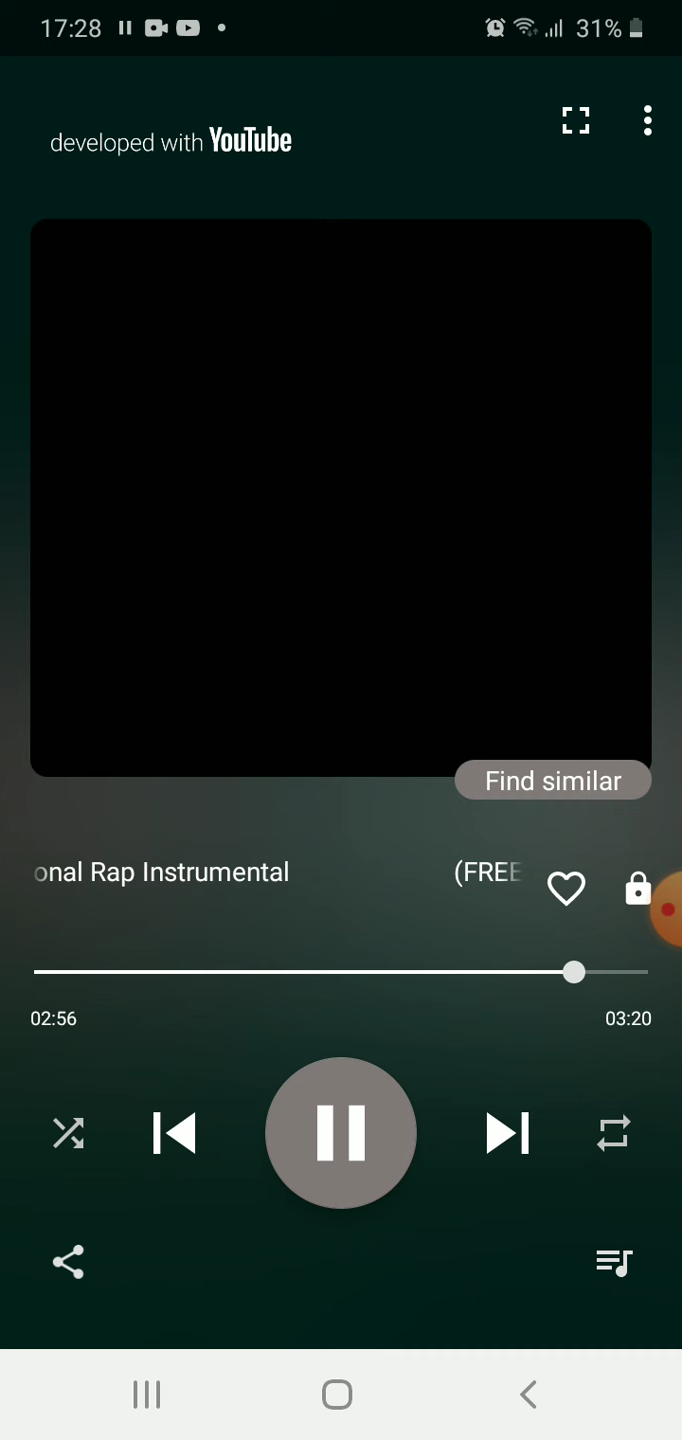 17:28 31%
developed with YouTube
Find similar
onal Rap Instrumental (FREE
02:56 03:20